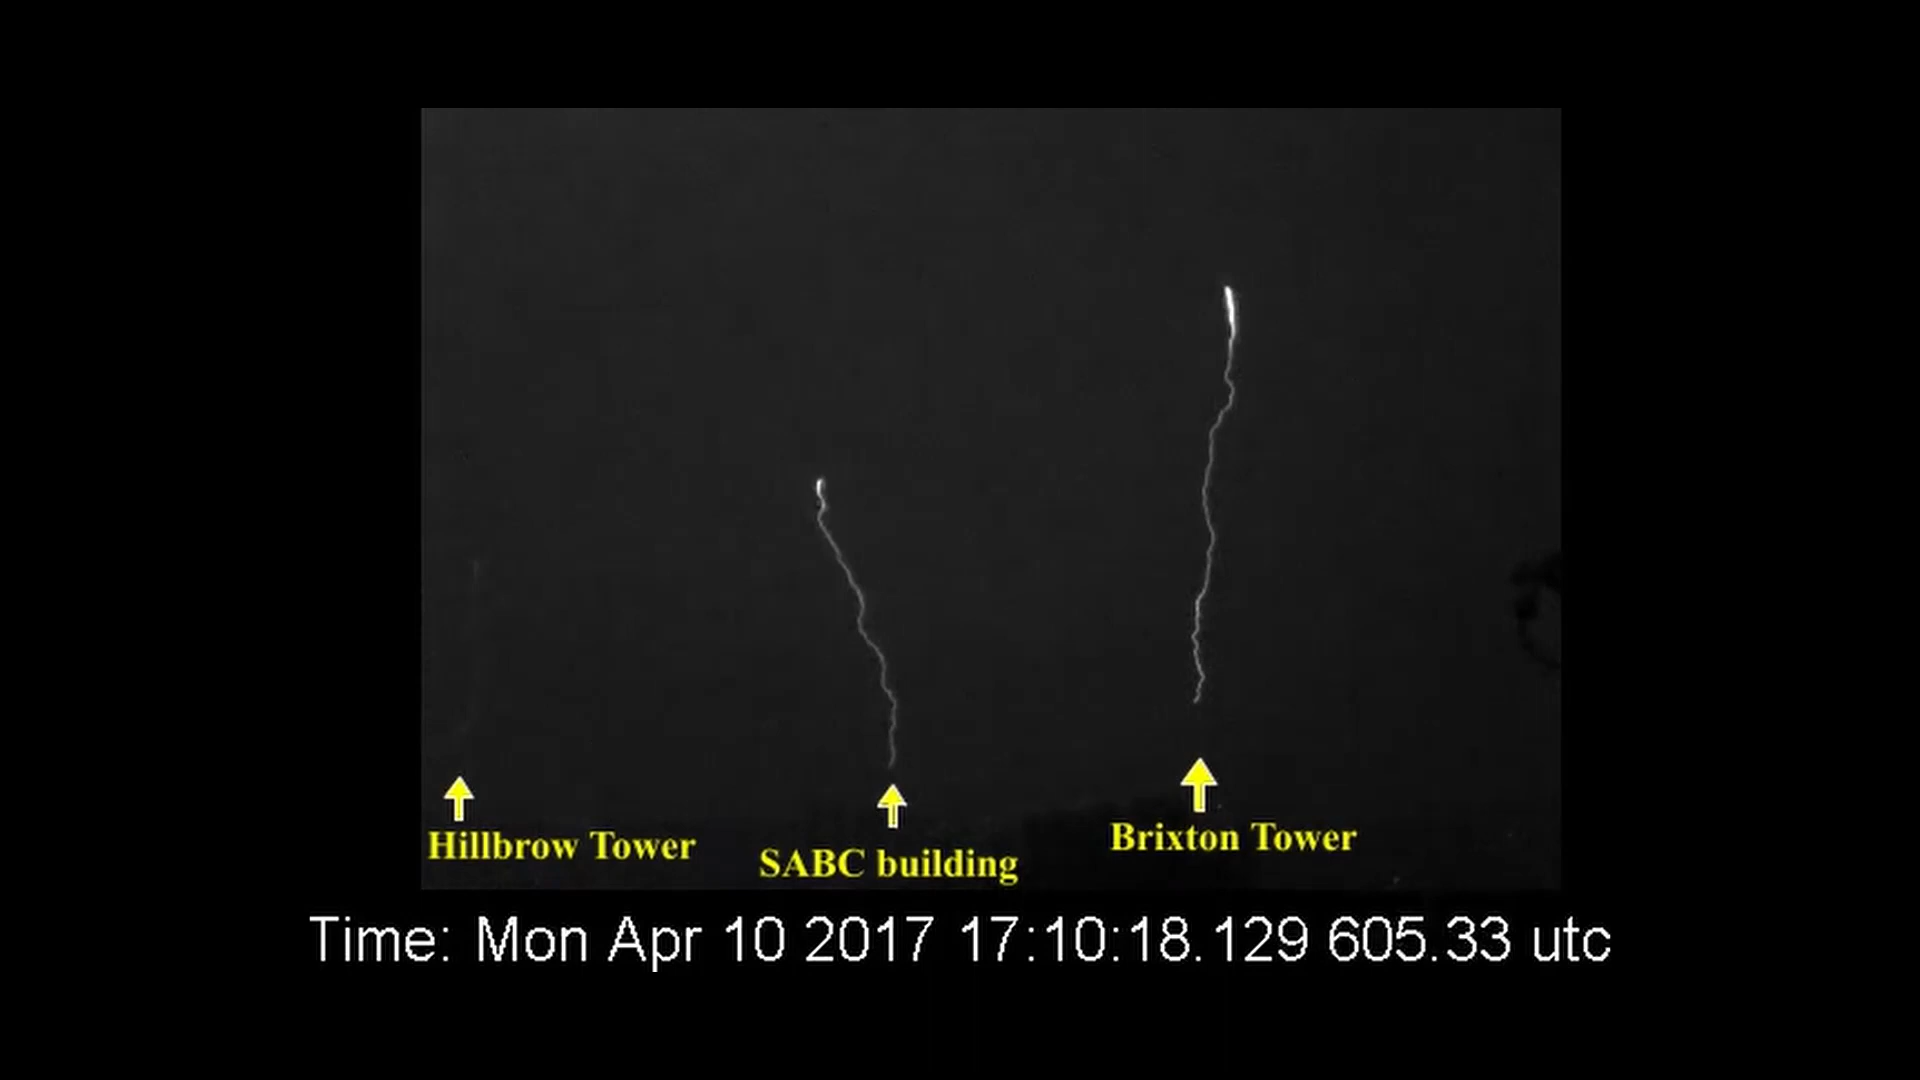 Hillbrow Tower
SABC building
Brixton Tower
Time: Mon Apr 10 2017 17:10:18.129 605.33 utc